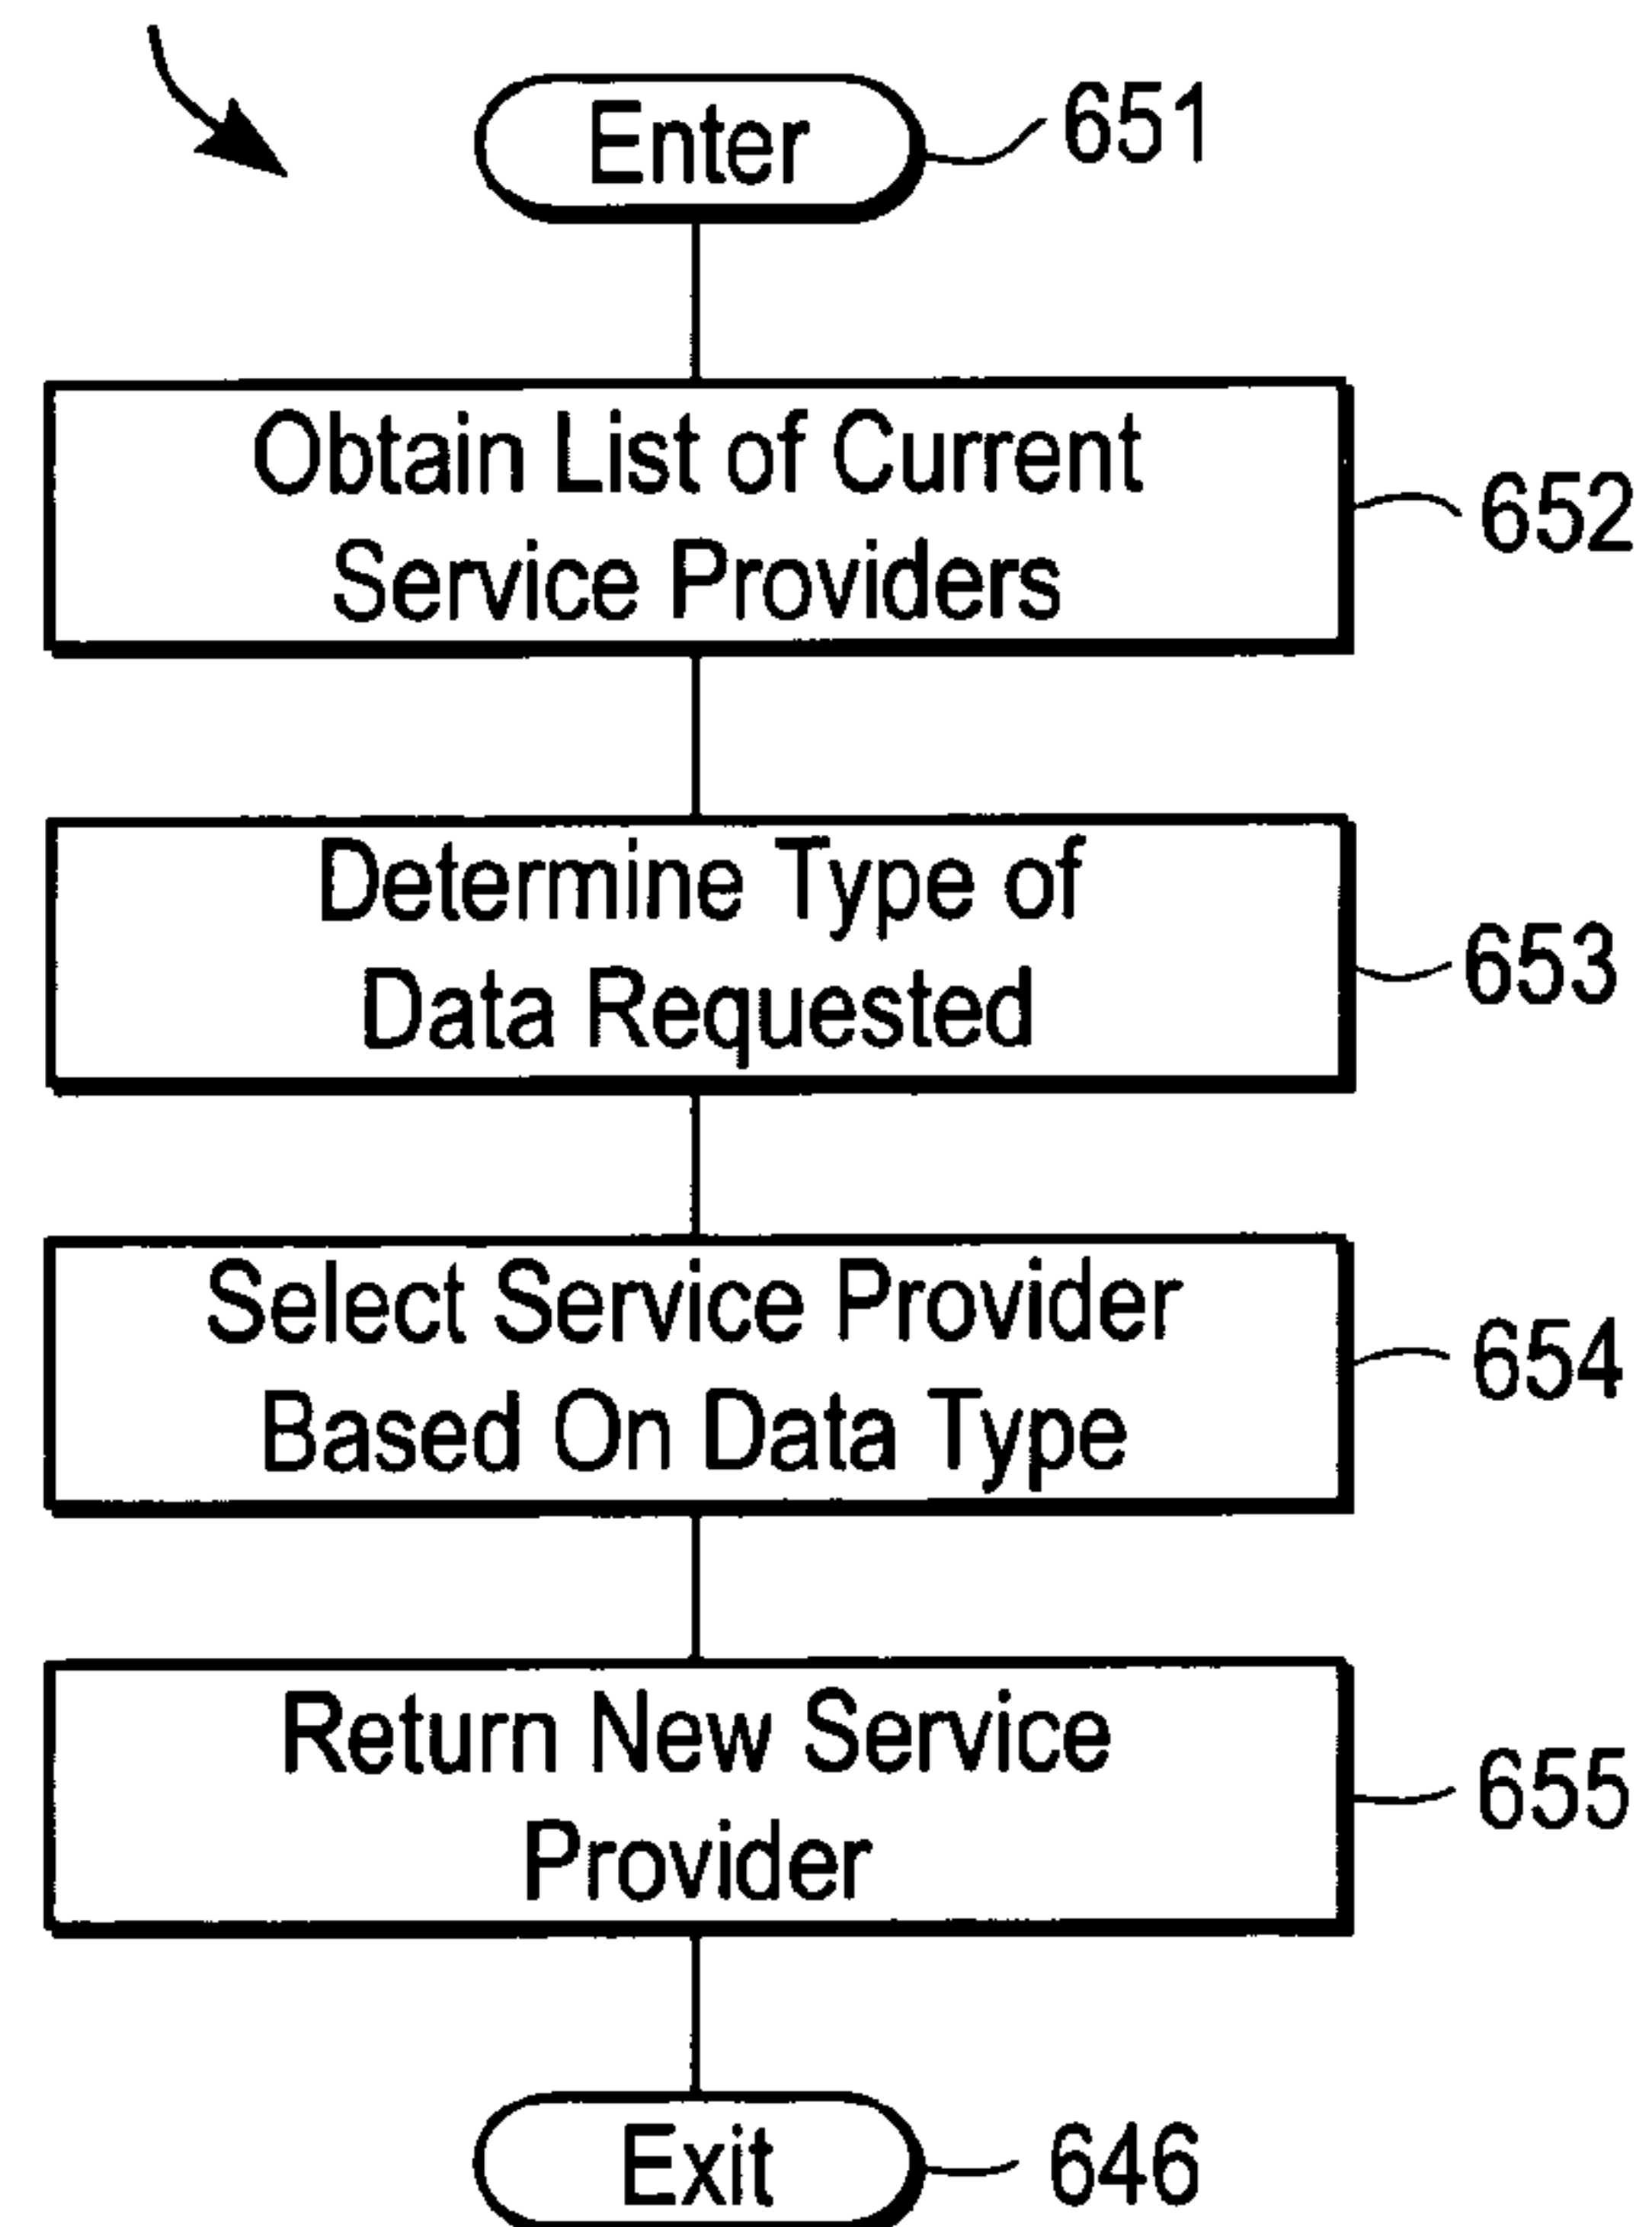 Enter
651
Obtain List of Current
Service Providers
652
Determine Type of
Data Requested
653
Select Service Provider
Based On Data Type
654
Return New Service
Provider
655
Exit
646